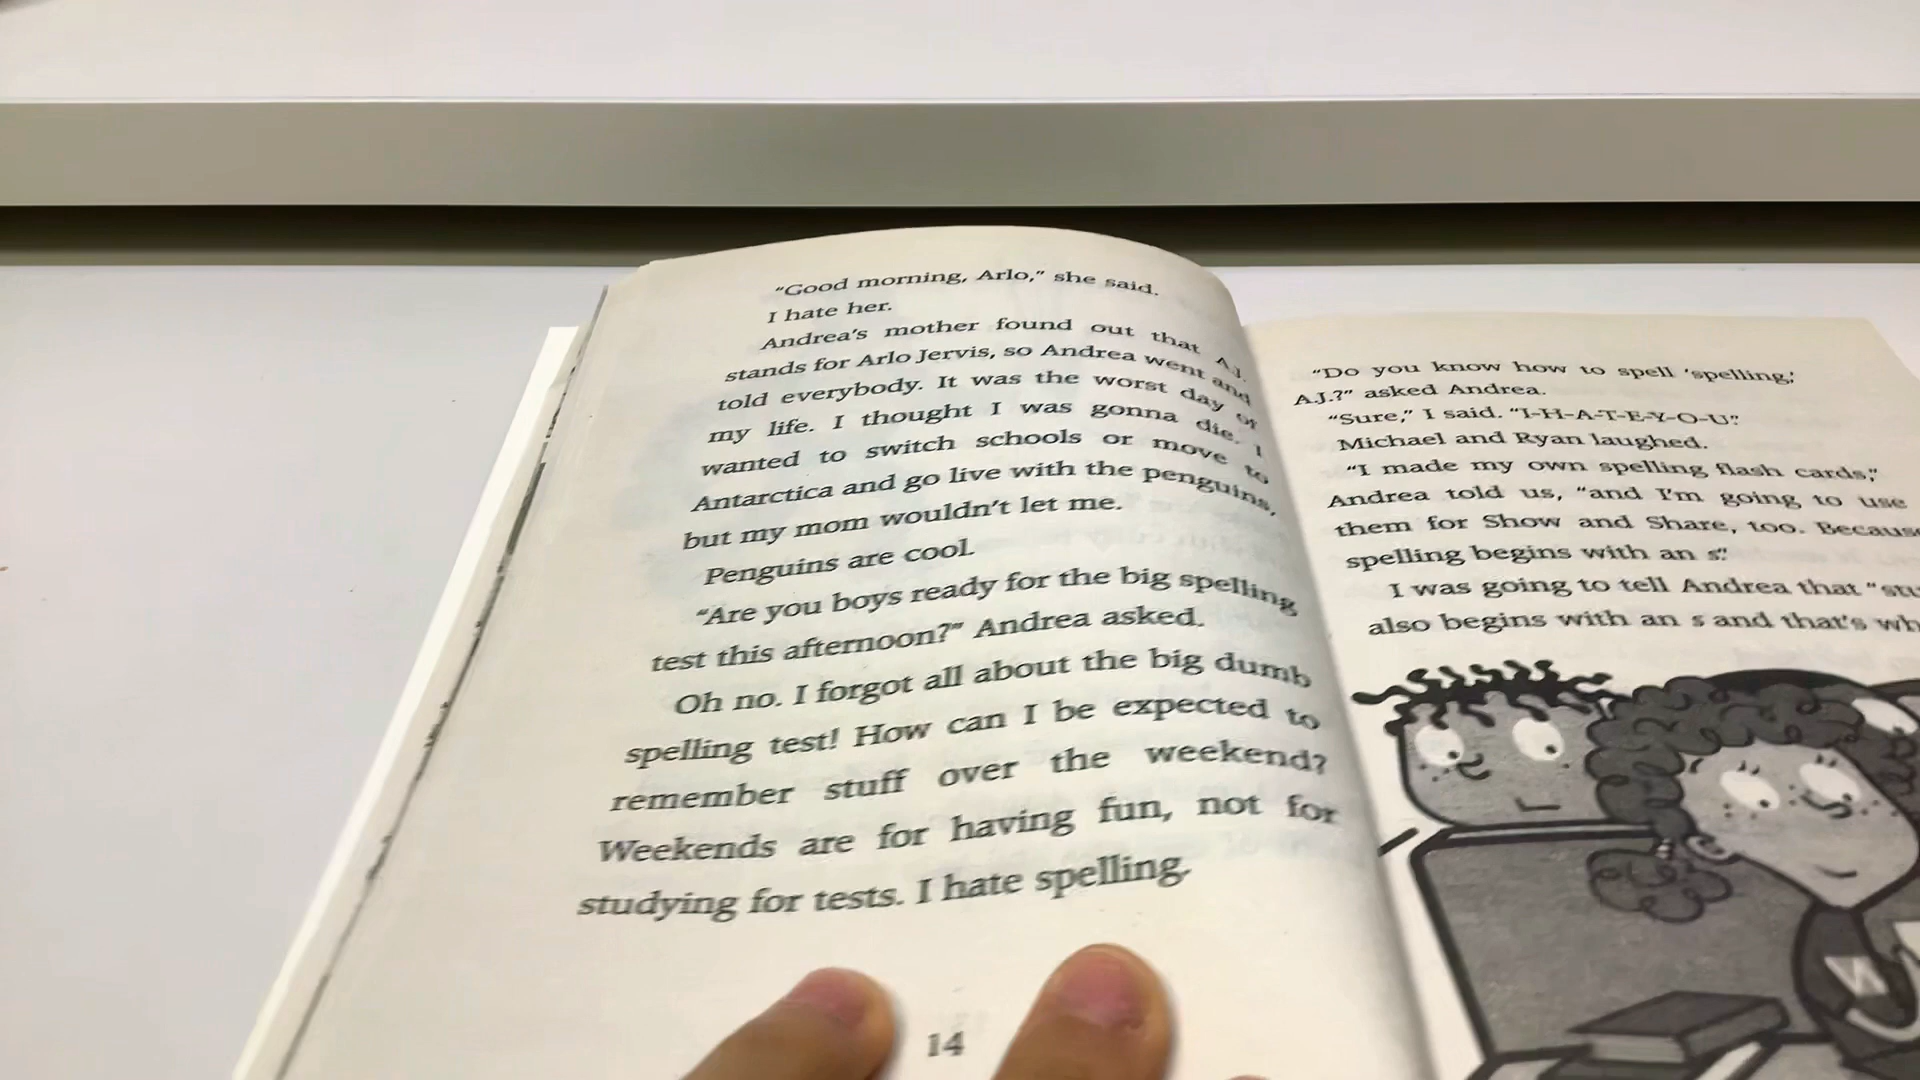 “Good morning, Arlo,” she said.
I hate her.
Andrea’s mother found out that A.J.
stands for Arlo Jervis, so Andrea went and
told everybody. It was the worst day of
my life. I thought I was gonna die. I
wanted to switch schools or move to
Antarctica and go live with the penguins,
but my mom wouldn’t let me.
Penguins are cool.
“Are you boys ready for the big spelling
test this afternoon?” Andrea asked.
Oh no. I forgot all about the big dumb
spelling test! How can I be expected to
remember stuff over the weekend?
Weekends are for having fun, not for
studying for tests. I hate spelling.
14
“Do you know how to spell ‘spelling,’
A.J.?” asked Andrea.
“Sure,” I said. “I-H-A-T-E-Y-O-U.”
Michael and Ryan laughed.
“I made my own spelling flash cards,”
Andrea told us, “and I’m going to use
them for Show and Share, too. Because
spelling begins with an s.”
I was going to tell Andrea that
also begins with an s and that’s